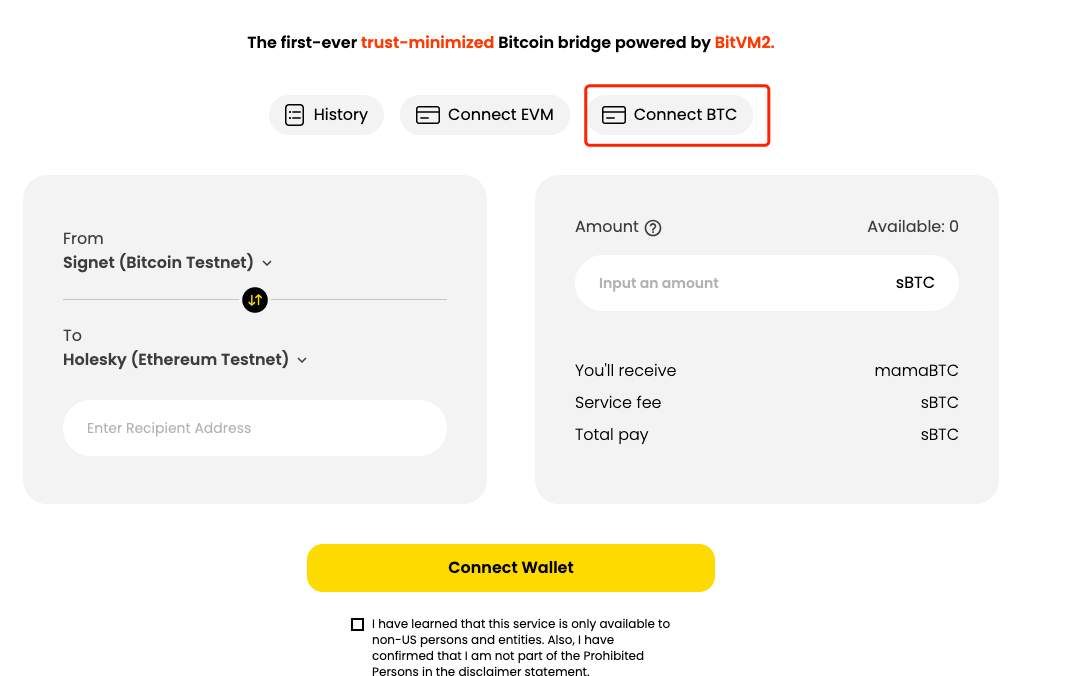 The first-ever trust-minimized Bitcoin bridge powered by BitVM2.
History
Connect EVM
Connect BTC
From
Signet (Bitcoin Testnet)
To
Holesky (Ethereum Testnet)
Enter Recipient Address
Amount
Available: 0
Input an amount
sBTC
You'll receive
mamaBTC
Service fee
sBTC
Total pay
sBTC
Connect Wallet
I have learned that this service is only available to
non-US persons and entities. Also, I have
confirmed that I am not part of the Prohibited
Persons in the disclaimer statement.